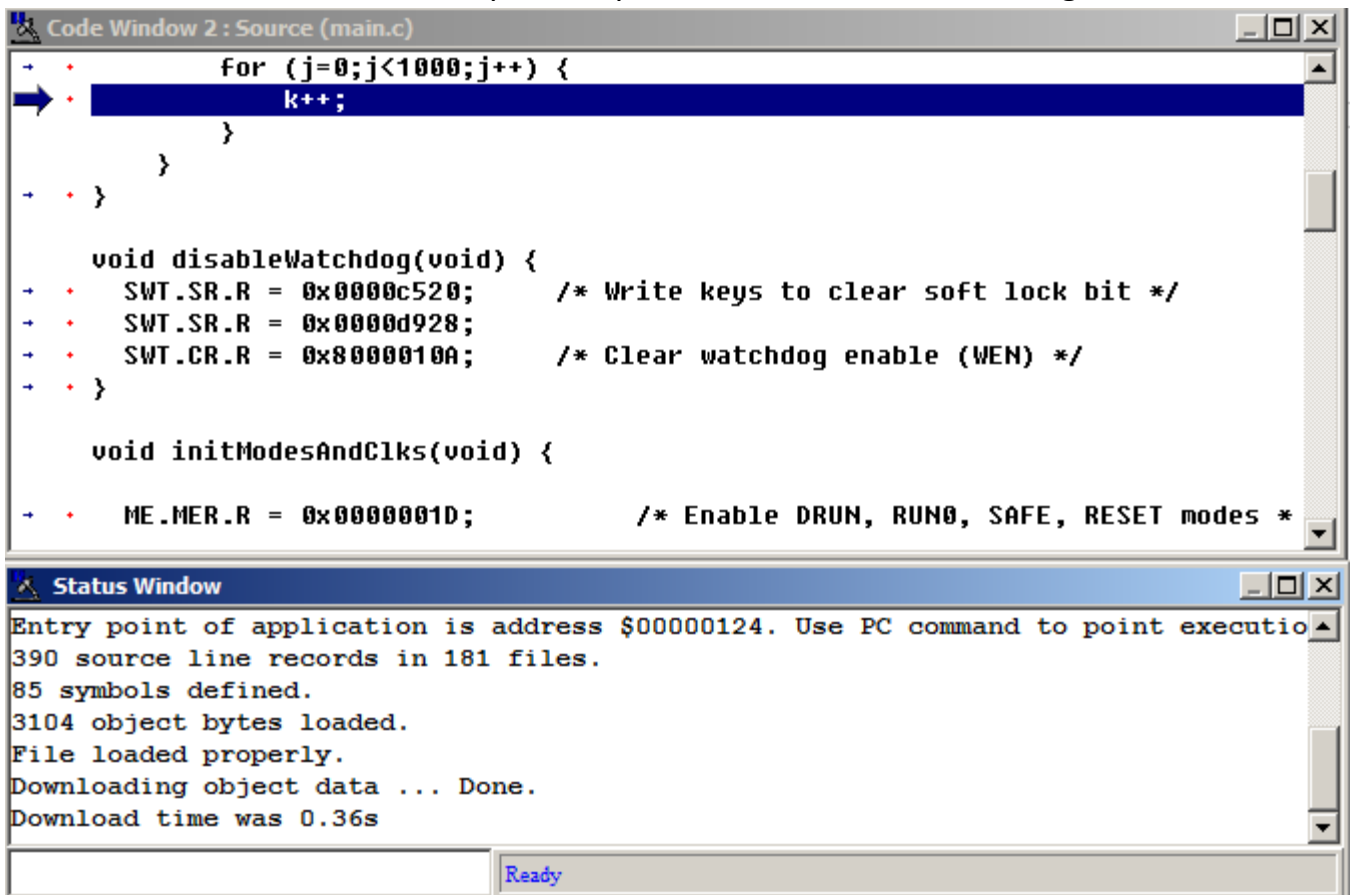 Code Window 2 : Source (main.c)
for (j=0;j<1000;j++) {
k++;
}
}
}
void disableWatchdog(void) {
SWT.SR.R = 0x0000c520; /* Write keys to clear soft lock bit */
SWT.SR.R = 0x0000d928;
SWT.CR.R = 0x8000010A; /* Clear watchdog enable (WEN) */
}
void initModesAndClks(void) {
ME.MER.R = 0x0000001D; /* Enable DRUN, RUN0, SAFE, RESET modes *
Status Window
Entry point of application is address $00000124. Use PC command to point executio
390 source line records in 181 files.
85 symbols defined.
3104 object bytes loaded.
File loaded properly.
Downloading object data ... Done.
Download time was 0.36s
Ready